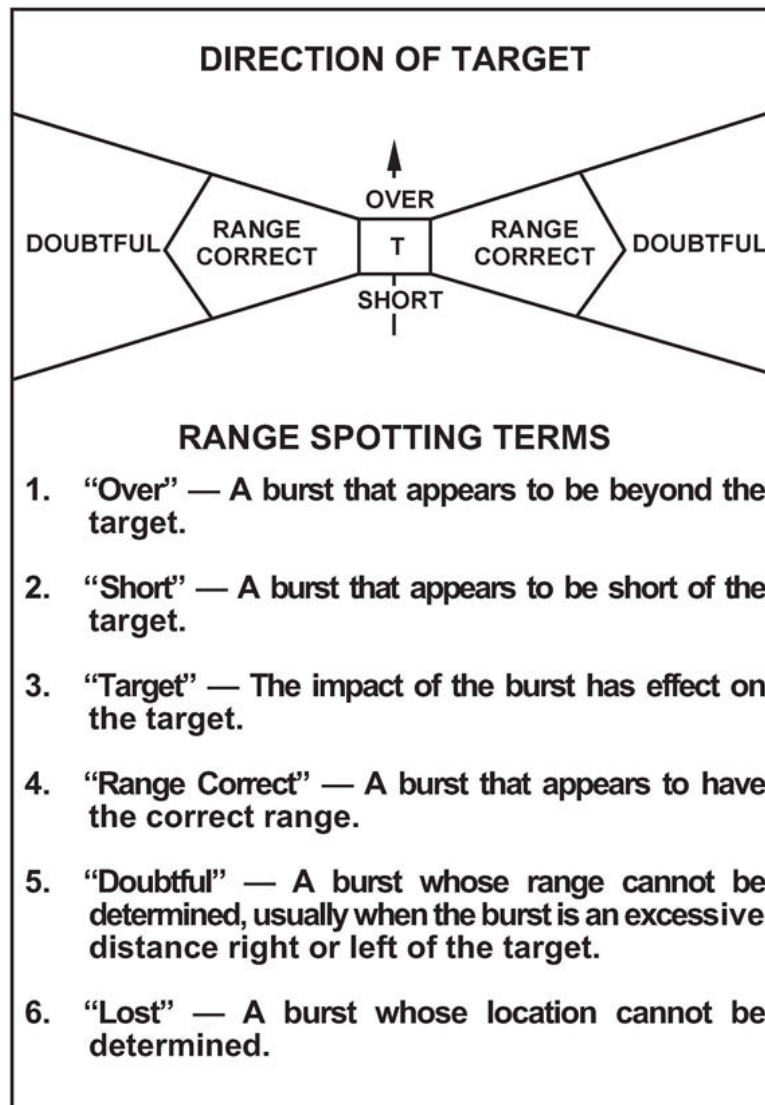 DIRECTION OF TARGET
OVER
DOUBTFUL
RANGE
CORRECT
T
RANGE
CORRECT
DOUBTFUL
SHORT
RANGE SPOTTING TERMS
1. “Over” — A burst that appears to be beyond the
target.
2. “Short” — A burst that appears to be short of the
target.
3. “Target” — The impact of the burst has effect on
the target.
4. “Range Correct” — A burst that appears to have
the correct range.
5. “Doubtful” — A burst whose range cannot be
determined, usually when the burst is an excessive
distance right or left of the target.
6. “Lost” — A burst whose location cannot be
determined.